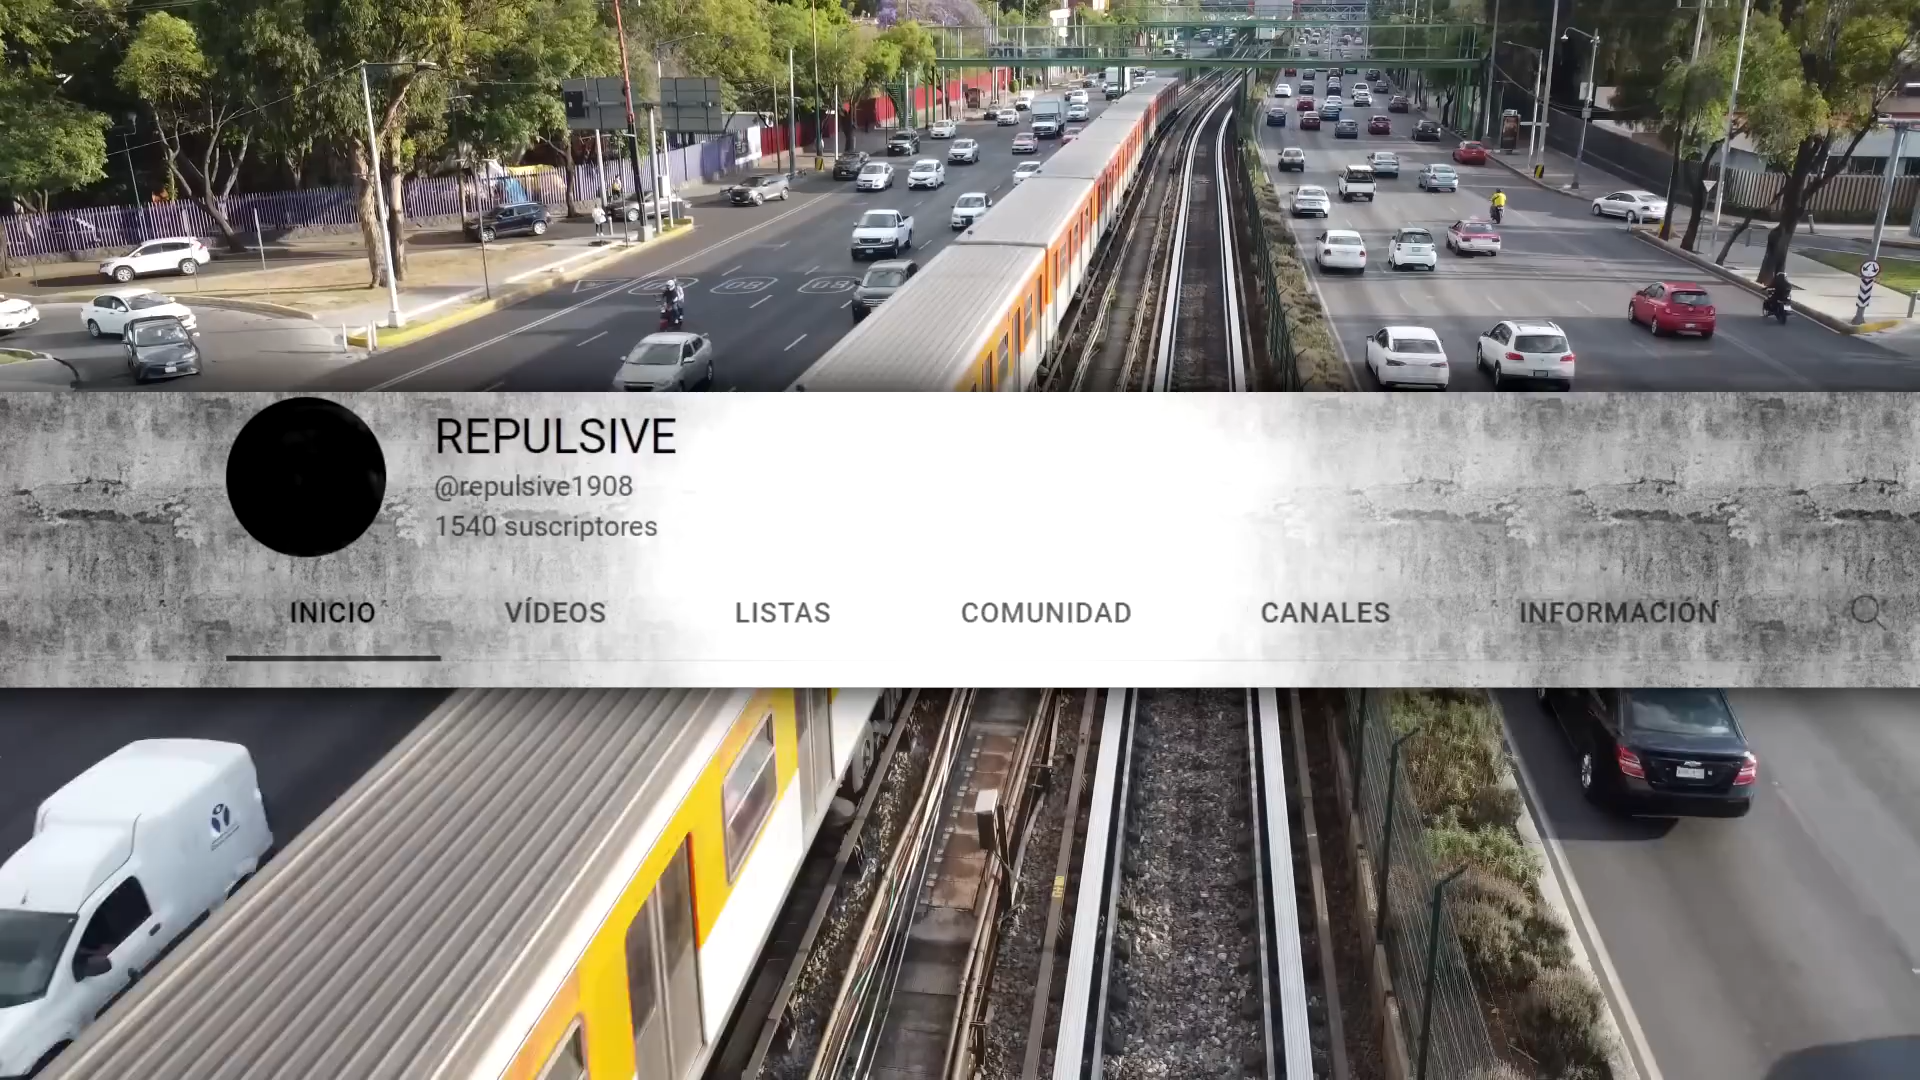 REPULSIVE
@repulsive1908
1540 suscriptores
INICIO
VÍDEOS
LISTAS
COMUNIDAD
CANALES
INFORMACIÓN